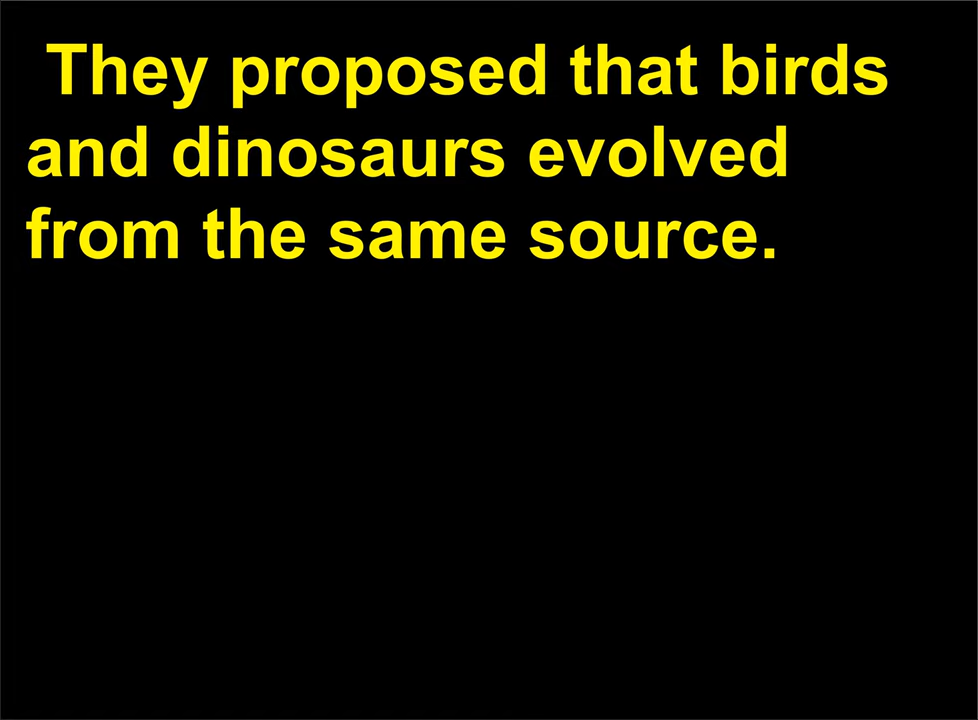 They proposed that birds
and dinosaurs evolved
from the same source.